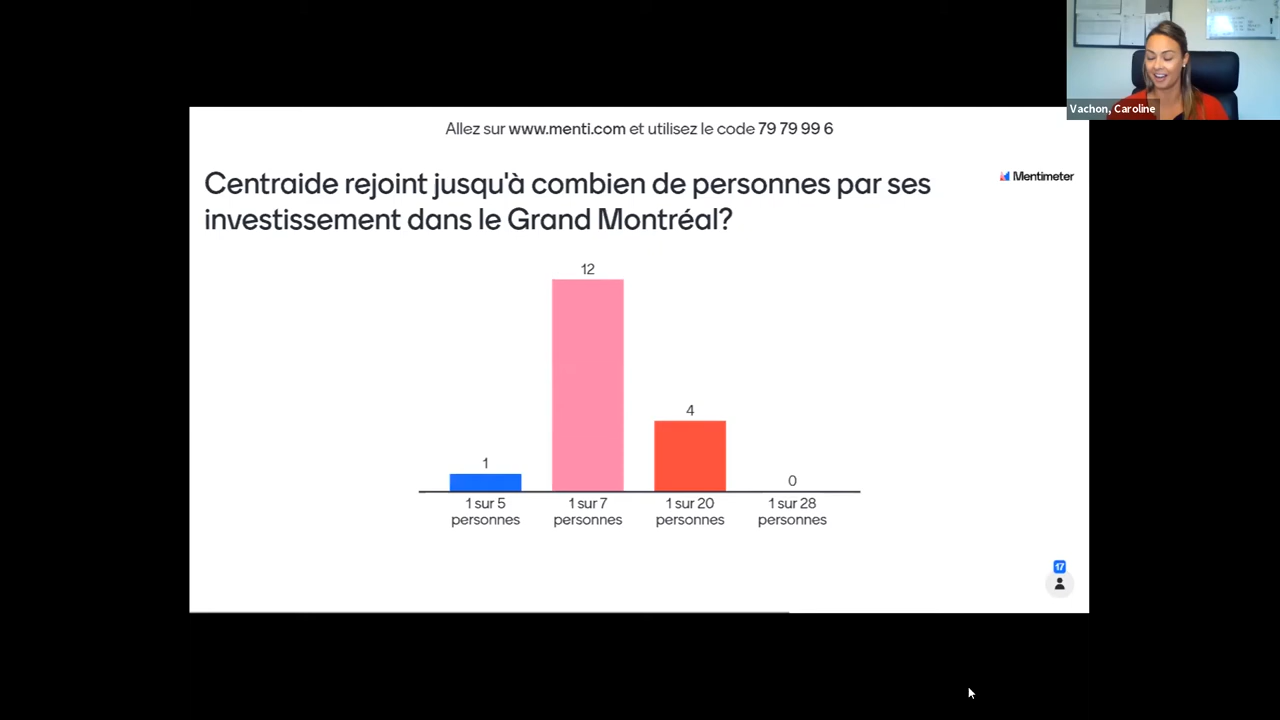 Vachon, Caroline
Allez sur www.menti.com et utilisez le code 79 79 99 6
Centraide rejoint jusqu'à combien de personnes par ses
investissement dans le Grand Montréal?
Mentimeter
12
4
1
0
1 sur 5
personnes
1 sur 7
personnes
1 sur 20
personnes
1 sur 28
personnes
17